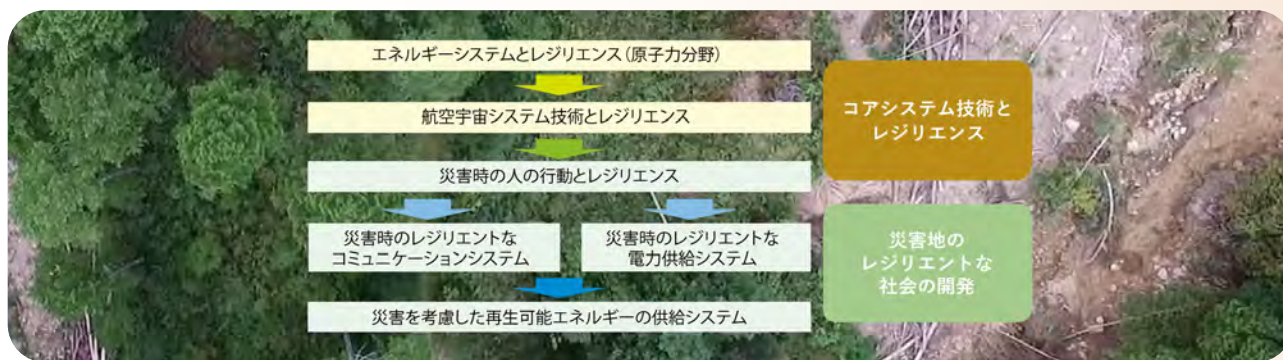 エネルギーシステムとレジリエンス（原子力分野）
航空宇宙システム技術とレジリエンス
災害時の人の行動とレジリエンス
災害時のレジリエントな
コミュニケーションシステム
災害時のレジリエントな
電力供給システム
災害を考慮した再生可能エネルギーの供給システム
コアシステム技術と
レジリエンス
災害地の
レジリエントな
社会の開発